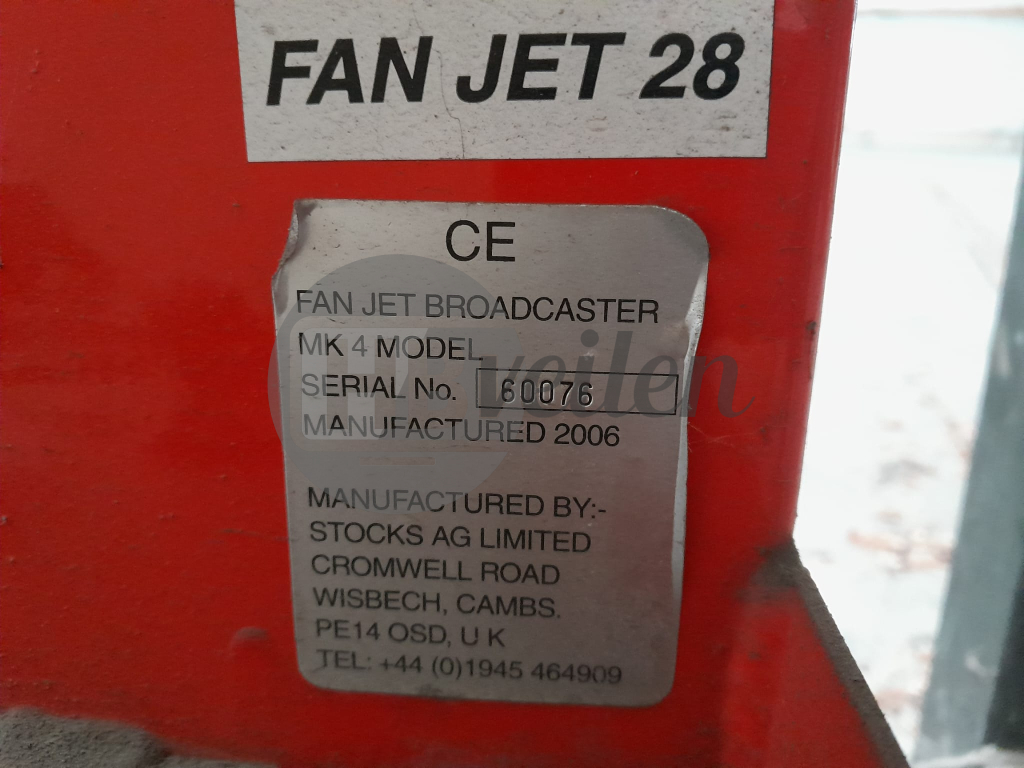 FAN JET 28
CE
FAN JET BROADCASTER
MK 4 MODEL
SERIAL No. 60076
MANUFACTURED 2006
MANUFACTURED BY:-
STOCKS AG LIMITED
CROMWELL ROAD
WISBECH, CAMBS.
PE14 OSD, U K
TEL: +44 (0)1945 464909
veilen